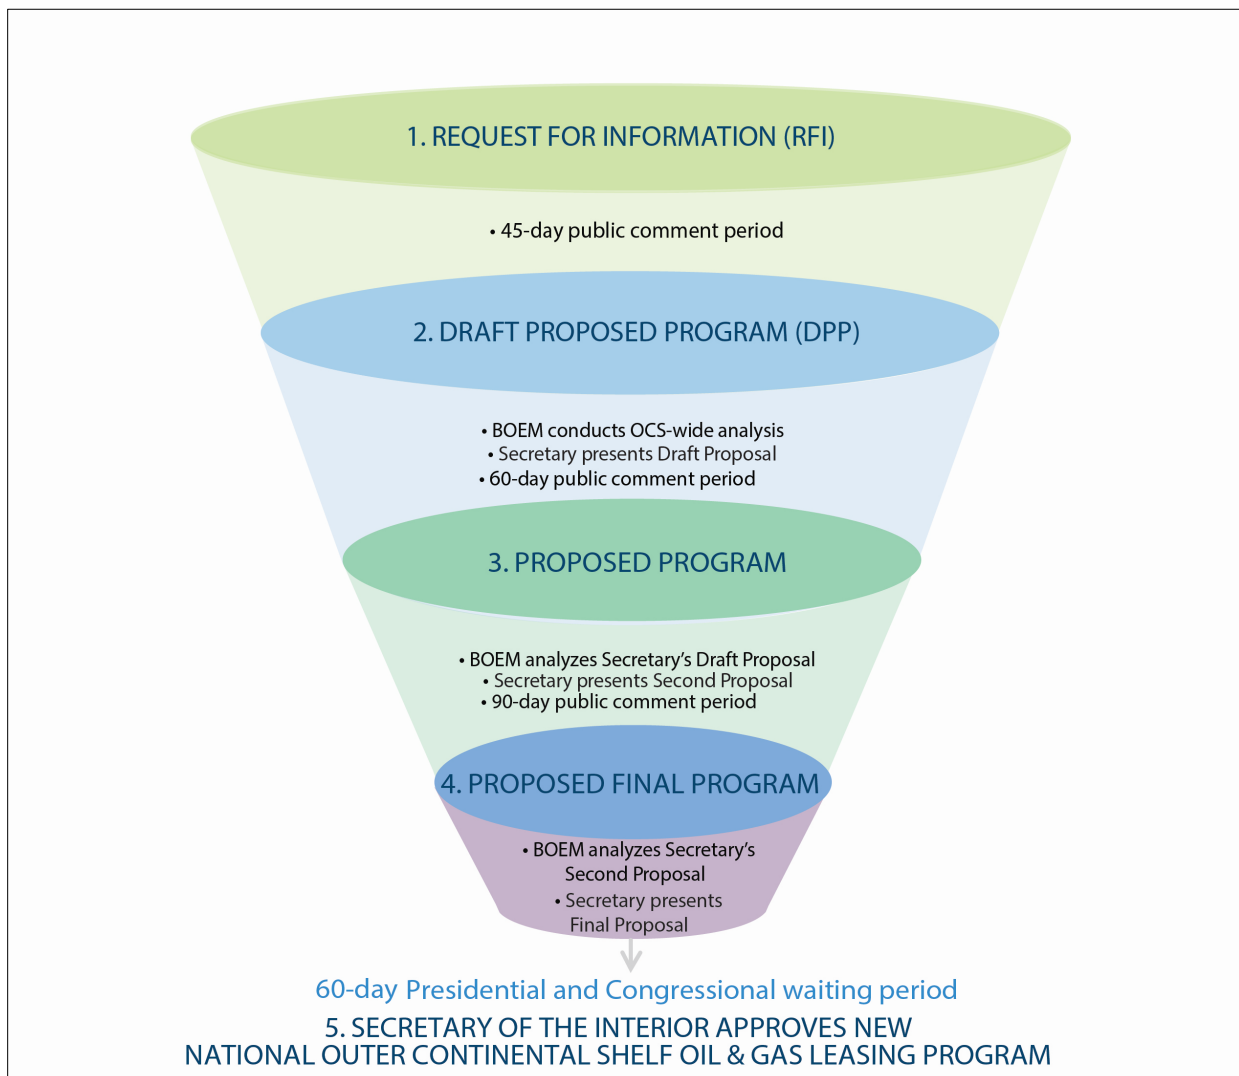 1. REQUEST FOR INFORMATION (RFI)
• 45-day public comment period
2. DRAFT PROPOSED PROGRAM (DPP)
• BOEM conducts OCS-wide analysis
• Secretary presents Draft Proposal
• 60-day public comment period
3. PROPOSED PROGRAM
• BOEM analyzes Secretary’s Draft Proposal
• Secretary presents Second Proposal
• 90-day public comment period
4. PROPOSED FINAL PROGRAM
• BOEM analyzes Secretary’s
Second Proposal
• Secretary presents
Final Proposal
60-day Presidential and Congressional waiting period
5. SECRETARY OF THE INTERIOR APPROVES NEW
NATIONAL OUTER CONTINENTAL SHELF OIL & GAS LEASING PROGRAM